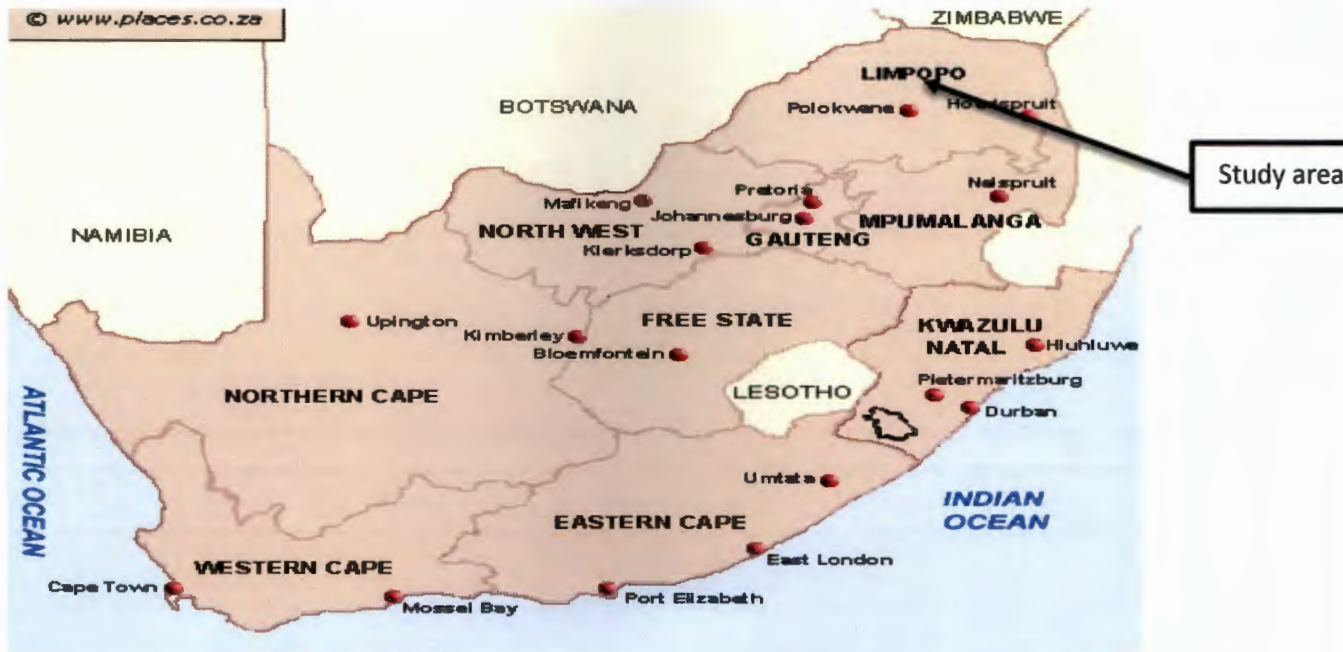 © www.places.co.za
ZIMBABWE
LIMPOPO
BOTSWANA
Polokwane
Study area
Pretoria
Nelspruit
Mafikeng
Johannesburg
NAMIBIA
NORTH WEST
GAUTENG
MPUMALANGA
Klerksdorp
Upington
FREE STATE
KWAZULU
NATAL
Kimberley
Hluhluwe
Bloemfontein
Pietermaritzburg
LESOTHO
NORTHERN CAPE
Durban
ATLANTIC OCEAN
Umtata
INDIAN
OCEAN
EASTERN CAPE
East London
WESTERN CAPE
Cape Town
Port Elizabeth
Mossel Bay